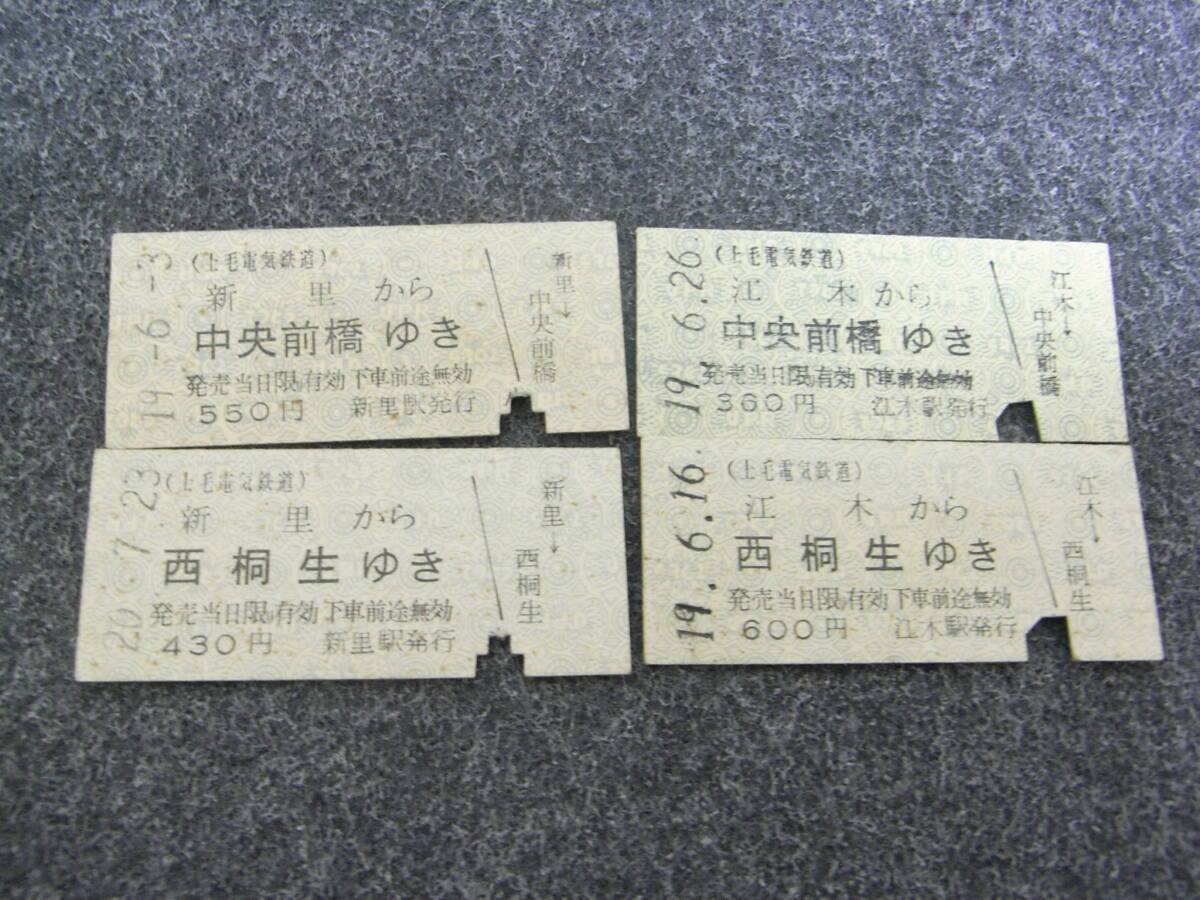 19.-6.-3
(上毛電気鉄道)
新里から
中央前橋ゆき
発売当日限り有効下車前途無効
550円 新里駅発行
新里→
中央前橋
19. 6.26
(上毛電気鉄道)
江木から
中央前橋ゆき
発売当日限り有効下車前途無効
360円 江木駅発行
江木→
中央前橋
20.-7.23
(上毛電気鉄道)
新里から
西桐生ゆき
発売当日限り有効下車前途無効
430円 新里駅発行
新里→
西桐生
19. 6.16
(上毛電気鉄道)
江木から
西桐生ゆき
発売当日限り有効下車前途無効
600円 江木駅発行
江木→
西桐生